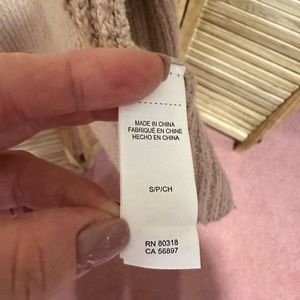 MADE IN CHINA
FABRIQUÉ EN CHINE
HECHO EN CHINA
S/P/CH
RN 80318
CA 56897